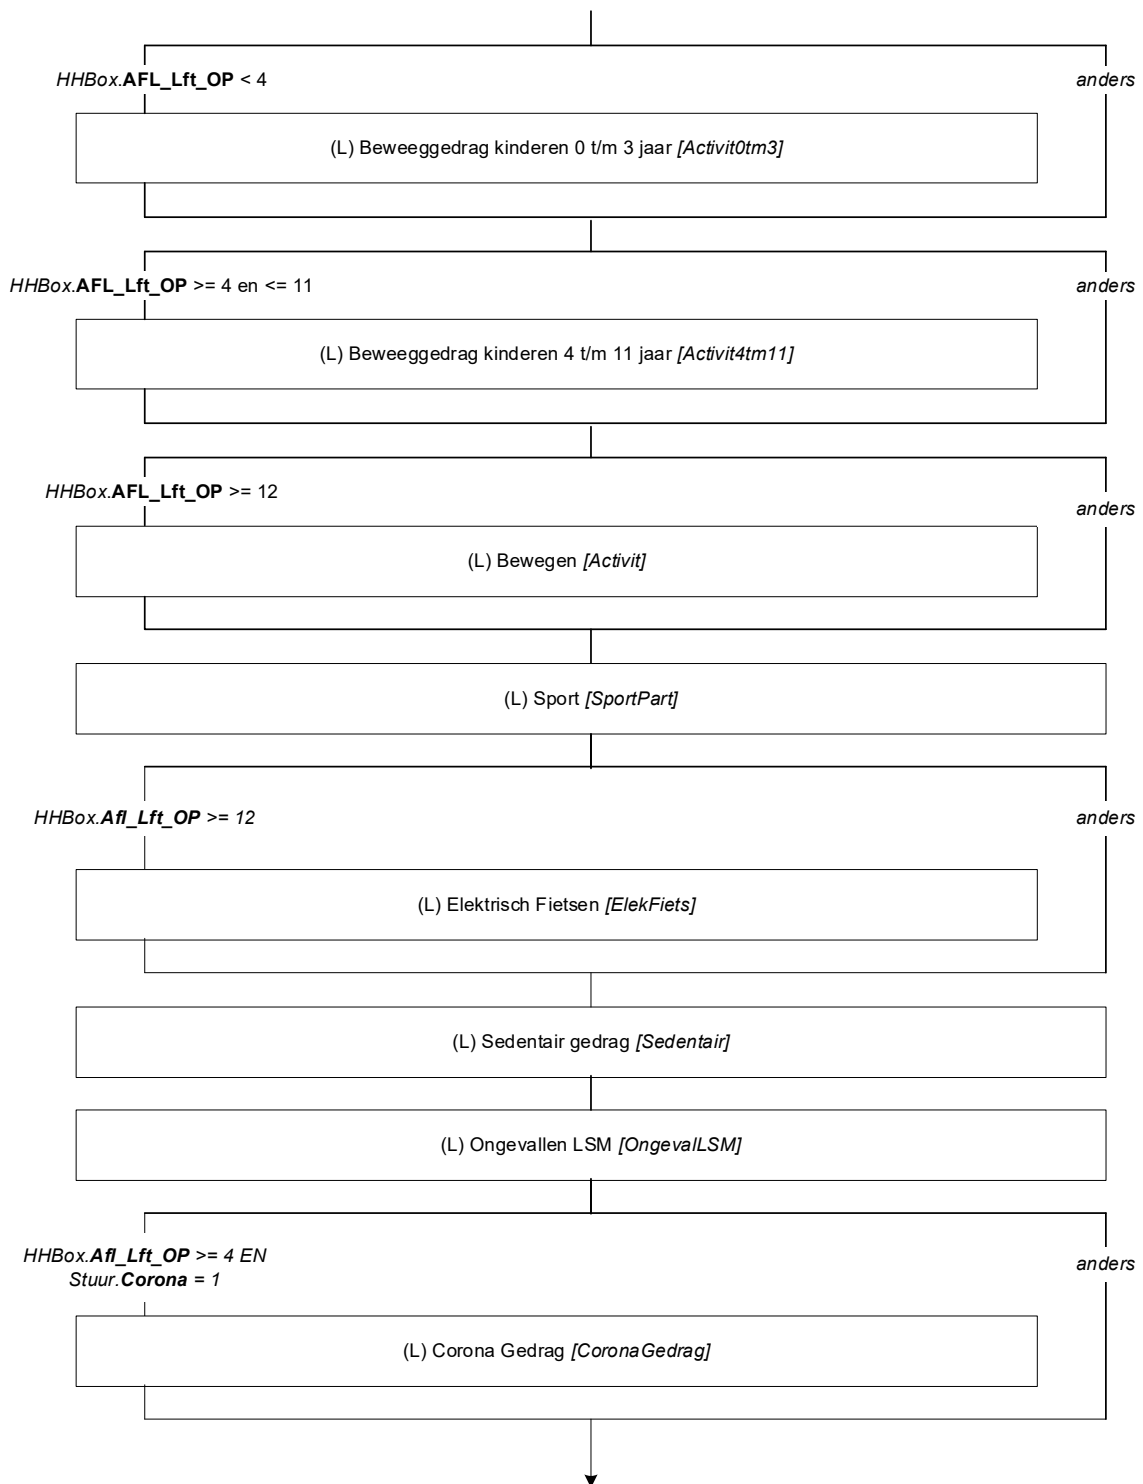 HHBox.AFL_Lft_OP < 4
anders
(L) Beweeggedrag kinderen 0 t/m 3 jaar [Activit0tm3]
HHBox.AFL_Lft_OP >= 4 en <= 11
anders
(L) Beweeggedrag kinderen 4 t/m 11 jaar [Activit4tm11]
HHBox.AFL_Lft_OP >= 12
anders
(L) Bewegen [Activit]
(L) Sport [SportPart]
HHBox.Afl_Lft_OP >= 12
anders
(L) Elektrisch Fietsen [ElekFiets]
(L) Sedentair gedrag [Sedentair]
(L) Ongevallen LSM [OngevalLSM]
HHBox.Afl_Lft_OP >= 4 EN
Stuur.Corona = 1
anders
(L) Corona Gedrag [CoronaGedrag]